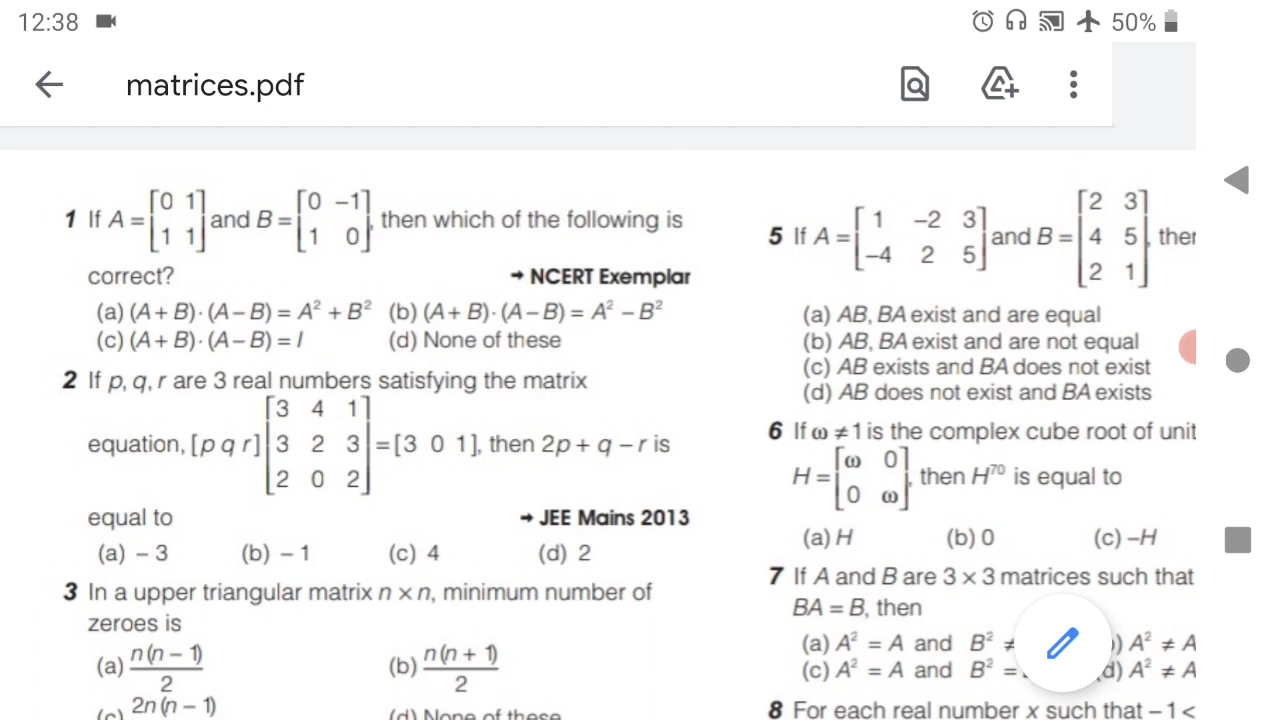 12:38 50%
matrices.pdf
1 If A = [0 1 1 1] and B = [0 −1 1 0], then which of the following is
correct? → NCERT Exemplar
(a) (A + B)· (A − B) = A² + B² (b) (A + B)· (A − B) = A² − B²
(c) (A + B)· (A − B) = I (d) None of these
2 If p, q, r are 3 real numbers satisfying the matrix
equation, [p q r] [3 4 1 3 2 3 2 0 2] = [3 0 1], then 2p + q − r is
equal to → JEE Mains 2013
(a) − 3 (b) − 1 (c) 4 (d) 2
3 In a upper triangular matrix n × n, minimum number of
zeroes is
(a) n(n − 1)/2 (b) n(n + 1)/2
(c) 2n(n − 1) (d) None of these
5 If A = [1 −2 3 −4 2 5] and B = [2 3 4 5 2 1], then
(a) AB, BA exist and are equal
(b) AB, BA exist and are not equal
(c) AB exists and BA does not exist
(d) AB does not exist and BA exists
6 If ω ≠ 1 is the complex cube root of unit
H = [ω 0 0 ω], then H⁷⁰ is equal to
(a) H (b) 0 (c) −H
7 If A and B are 3 × 3 matrices such that
BA = B, then
(a) A² = A and B² ≠ ) A² ≠ A
(c) A² = A and B² = d) A² ≠ A
8 For each real number x such that − 1 <